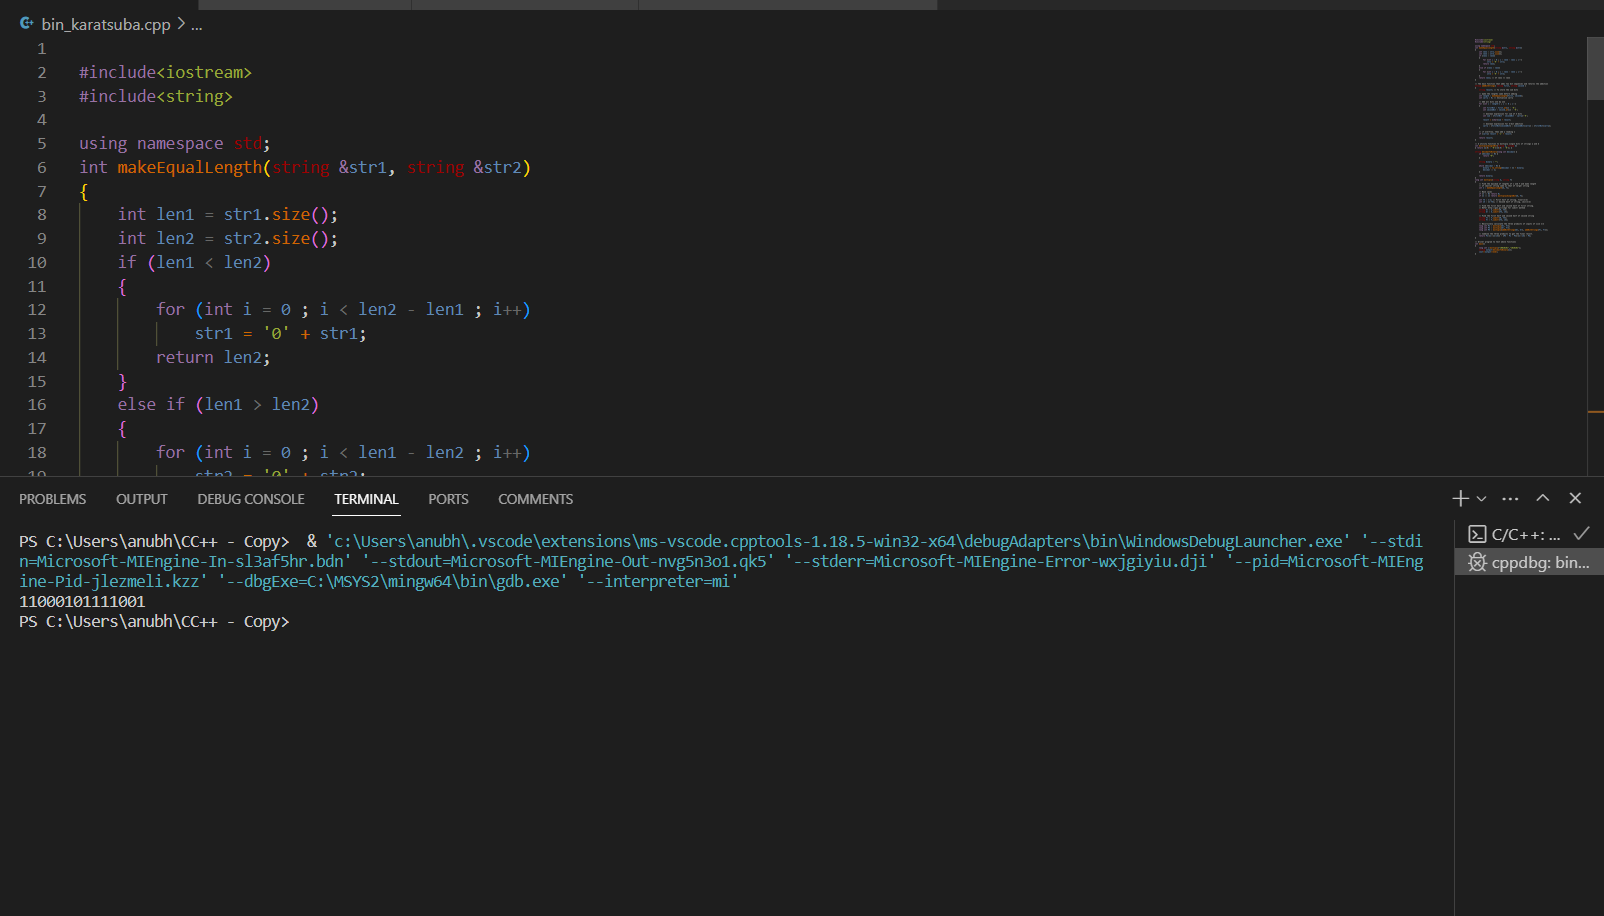 bin_karatsuba.cpp > ...
1
2 #include<iostream>
3 #include<string>
4
5 using namespace std;
6 int makeEqualLength(string &str1, string &str2)
7 {
8 int len1 = str1.size();
9 int len2 = str2.size();
10 if (len1 < len2)
11 {
12 for (int i = 0 ; i < len2 - len1 ; i++)
13 str1 = '0' + str1;
14 return len2;
15 }
16 else if (len1 > len2)
17 {
18 for (int i = 0 ; i < len1 - len2 ; i++)
19 str2 = '0' + str2;
PROBLEMS OUTPUT DEBUG CONSOLE TERMINAL PORTS COMMENTS
PS C:\Users\anubh\CC++ - Copy>  & 'c:\Users\anubh\.vscode\extensions\ms-vscode.cpptools-1.18.5-win32-x64\debugAdapters\bin\WindowsDebugLauncher.exe' '--stdi
n=Microsoft-MIEngine-In-sl3af5hr.bdn' '--stdout=Microsoft-MIEngine-Out-nvg5n3o1.qk5' '--stderr=Microsoft-MIEngine-Error-wxjgiyiu.dji' '--pid=Microsoft-MIEng
ine-Pid-jlezmeli.kzz' '--dbgExe=C:\MSYS2\mingw64\bin\gdb.exe' '--interpreter=mi'
11000101111001
PS C:\Users\anubh\CC++ - Copy>
C/C++: ...
cppdbg: bin...